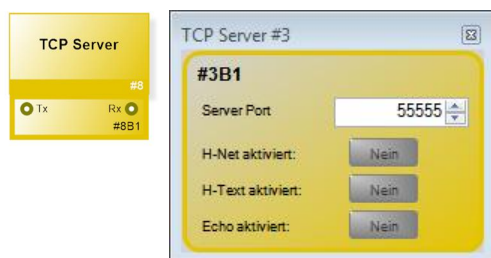 TCP Server
#8
Tx Rx
#8B1
TCP Server #3
#3B1
Server Port 55555
H-Net aktiviert: Nein
H-Text aktiviert: Nein
Echo aktiviert: Nein